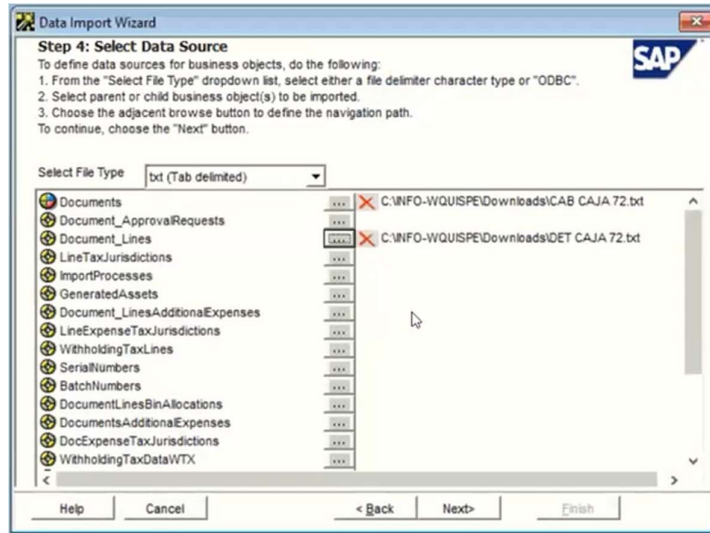 Data Import Wizard
Step 4: Select Data Source
To define data sources for business objects, do the following:
1. From the "Select File Type" dropdown list, select either a file delimiter character type or "ODBC".
2. Select parent or child business object(s) to be imported.
3. Choose the adjacent browse button to define the navigation path.
To continue, choose the "Next" button.
SAP
Select File Type txt (Tab delimited)
Documents ... C:\INFO-WQUISPE\Downloads\CAB CAJA 72.txt
Document_ApprovalRequests ...
Document_Lines ... C:\INFO-WQUISPE\Downloads\DET CAJA 72.txt
LineTaxJurisdictions ...
ImportProcesses ...
GeneratedAssets ...
Document_LinesAdditionalExpenses ...
LineExpenseTaxJurisdictions ...
WithholdingTaxLines ...
SerialNumbers ...
BatchNumbers ...
DocumentLinesBinAllocations ...
DocumentsAdditionalExpenses ...
DocExpenseTaxJurisdictions ...
WithholdingTaxDataWTX ...
Help Cancel < Back Next> Finish